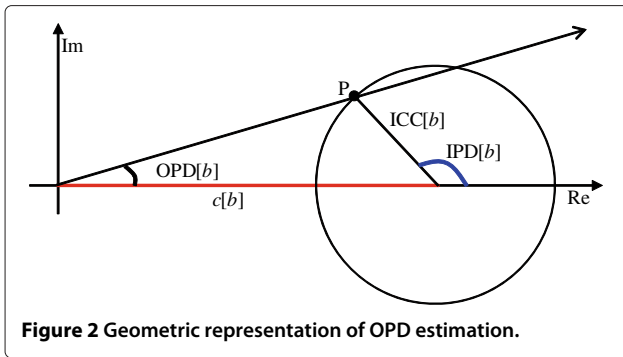 Im
P
ICC[b]
IPD[b]
OPD[b]
c[b]
Re
Figure 2 Geometric representation of OPD estimation.